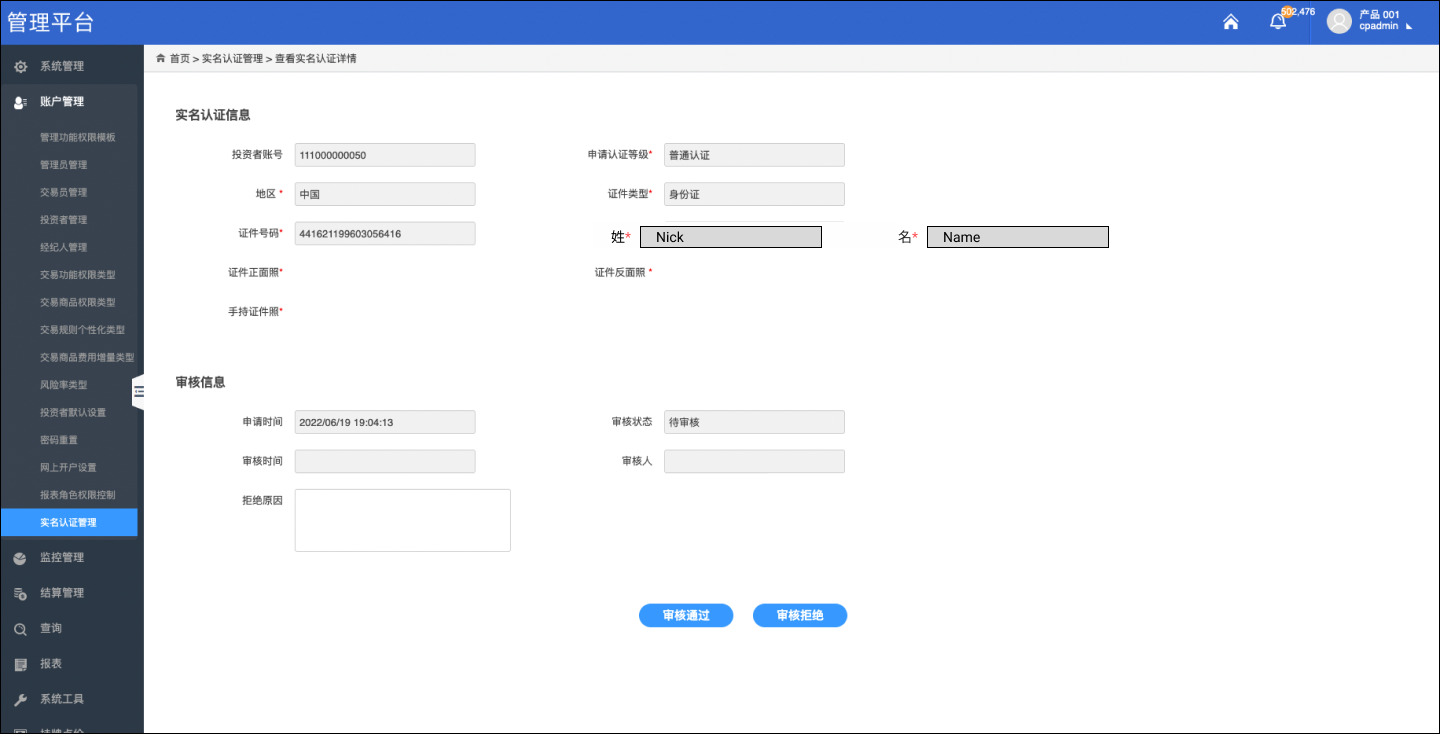 管理平台
502,476
产品 001
cpadmin
首页 > 实名认证管理 > 查看实名认证详情
系统管理
账户管理
管理功能权限模板
管理员管理
交易员管理
投资者管理
经纪人管理
交易功能权限类型
交易商品权限类型
交易规则个性化类型
交易商品费用增量类型
风险率类型
投资者默认设置
密码重置
网上开户设置
报表角色权限控制
实名认证管理
监控管理
结算管理
查询
报表
系统工具
挂牌点价
实名认证信息
投资者账号 111000000050 申请认证等级* 普通认证
地区 * 中国 证件类型* 身份证
证件号码* 441621199603056416 姓* Nick 名* Name
证件正面照* 证件反面照 *
手持证件照*
审核信息
申请时间 2022/06/19 19:04:13 审核状态 待审核
审核时间 审核人
拒绝原因
审核通过 审核拒绝